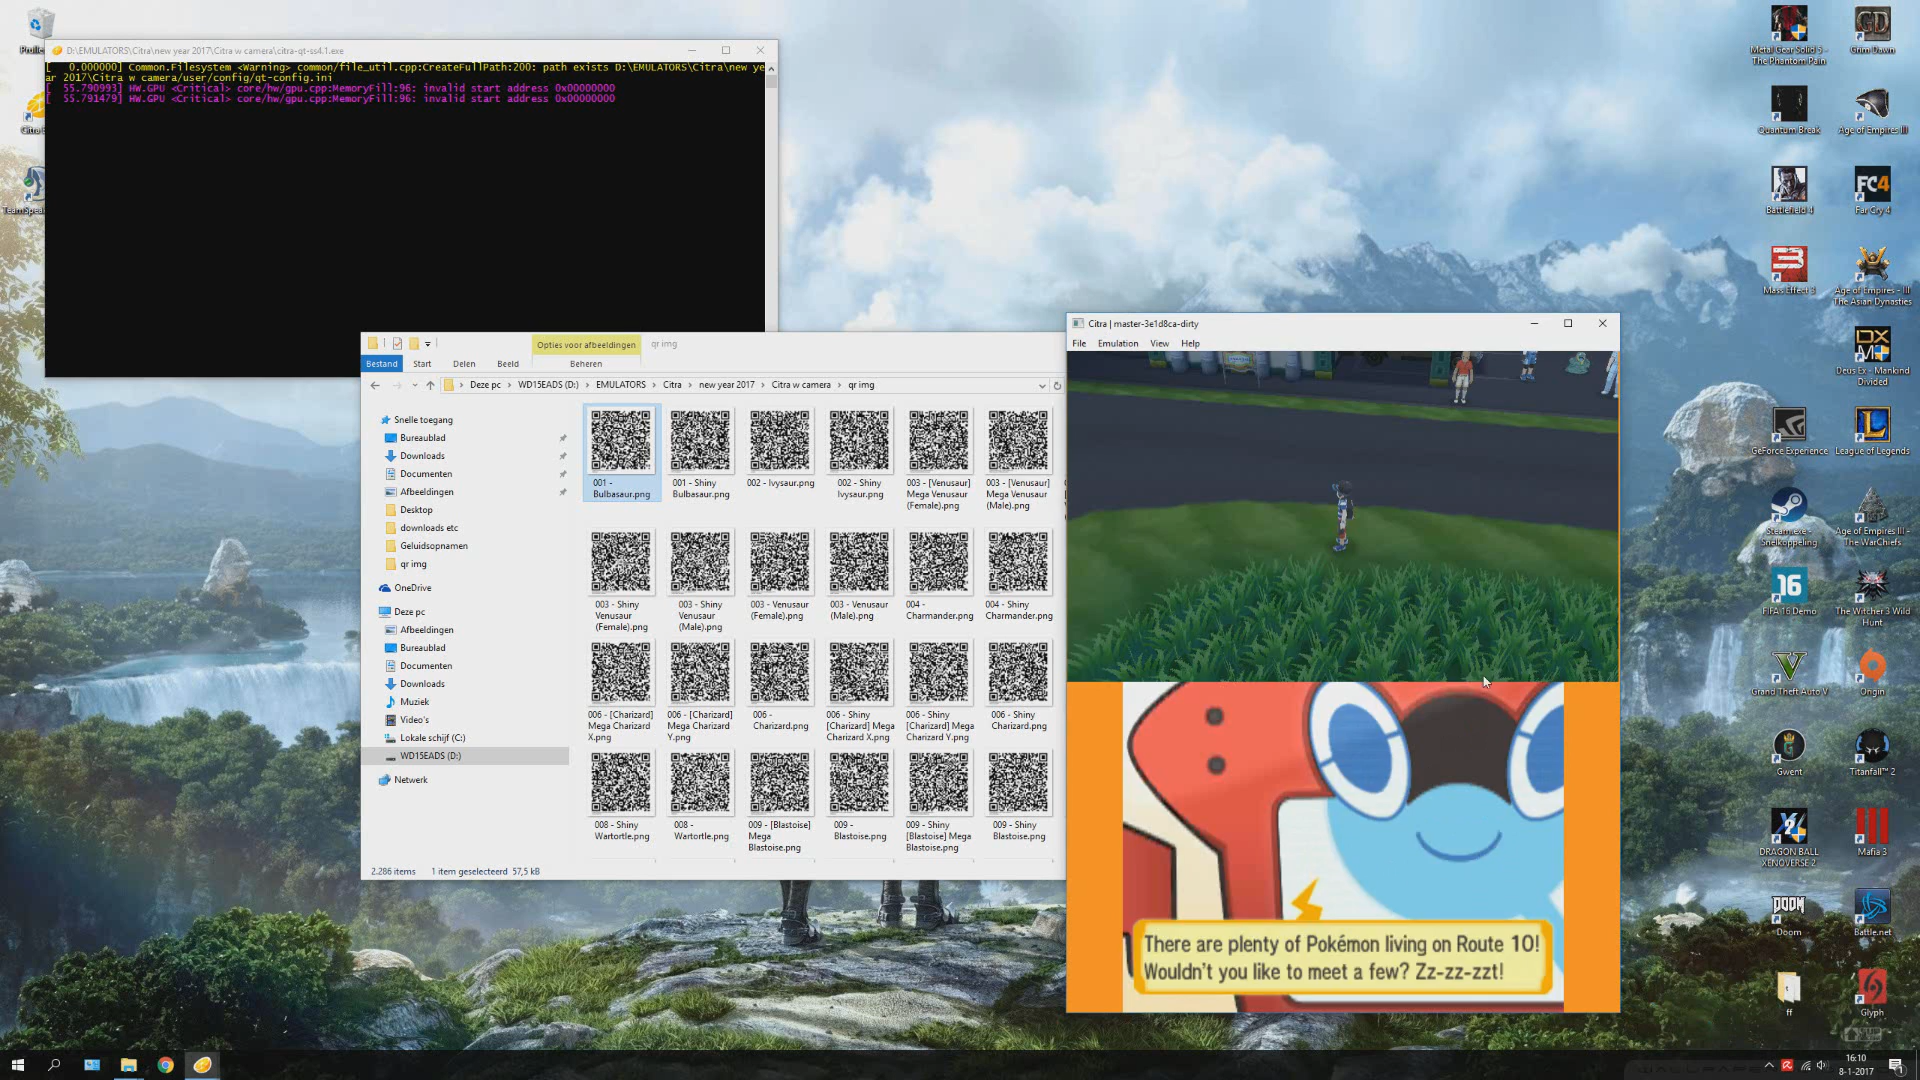 Prulle
D:\EMULATORS\Citra\new year 2017\Citra w camera\citra-qt-ss4.1.exe
[   0.000000] Common.Filesystem <Warning> common/file_util.cpp:CreateFullPath:200: path exists D:\EMULATORS\Citra\new ye
ar 2017\Citra w camera/user/config/qt-config.ini
[  55.790993] HW.GPU <Critical> core/hw/gpu.cpp:MemoryFill:96: invalid start address 0x00000000
[  55.791479] HW.GPU <Critical> core/hw/gpu.cpp:MemoryFill:96: invalid start address 0x00000000
Citra
TeamSpeak
Opties voor afbeeldingen
qr img
Bestand
Start
Delen
Beeld
Beheren
Deze pc > WD15EADS (D:) > EMULATORS > Citra > new year 2017 > Citra w camera > qr img
Snelle toegang
Bureaublad
Downloads
Documenten
Afbeeldingen
Desktop
downloads etc
Geluidsopnamen
qr img
OneDrive
Deze pc
Afbeeldingen
Bureaublad
Documenten
Downloads
Muziek
Video's
Lokale schijf (C:)
WD15EADS (D:)
Netwerk
001 -
Bulbasaur.png
001 - Shiny
Bulbasaur.png
002 - Ivysaur.png
002 - Shiny
Ivysaur.png
003 - [Venusaur]
Mega Venusaur
(Female).png
003 - [Venusaur]
Mega Venusaur
(Male).png
003 - Shiny
Venusaur
(Female).png
003 - Shiny
Venusaur
(Male).png
003 - Venusaur
(Female).png
003 - Venusaur
(Male).png
004 -
Charmander.png
004 - Shiny
Charmander.png
006 - [Charizard]
Mega Charizard
X.png
006 - [Charizard]
Mega Charizard
Y.png
006 -
Charizard.png
006 - Shiny
[Charizard] Mega
Charizard X.png
006 - Shiny
[Charizard] Mega
Charizard Y.png
006 - Shiny
Charizard.png
008 - Shiny
Wartortle.png
008 -
Wartortle.png
009 - [Blastoise]
Mega
Blastoise.png
009 -
Blastoise.png
009 - Shiny
[Blastoise] Mega
Blastoise.png
009 - Shiny
Blastoise.png
2.286 items
1 item geselecteerd  57,5 kB
Citra | master-3e1d8ca-dirty
File
Emulation
View
Help
There are plenty of Pokémon living on Route 10!
Wouldn't you like to meet a few? Zz-zz-zzt!
Metal Gear Solid 5 -
The Phantom Pain
GD
Grim Dawn
Quantum Break
Age of Empires III
Battlefield 4
FC4
Far Cry 4
3
Mass Effect 3
Age of Empires - III
The Asian Dynasties
GeForce Experience
DX
M
Deus Ex - Mankind
Divided
L
League of Legends
Steam.exe -
Snelkoppeling
Age of Empires III -
The WarChiefs
16
FIFA 16 Demo
The Witcher 3 Wild
Hunt
V
Grand Theft Auto V
Origin
G
Gwent
Titanfall™ 2
2
DRAGON BALL
XENOVERSE 2
Mafia 3
DOOM
Doom
Battle.net
ff
Glyph
16:10
8-1-2017
1